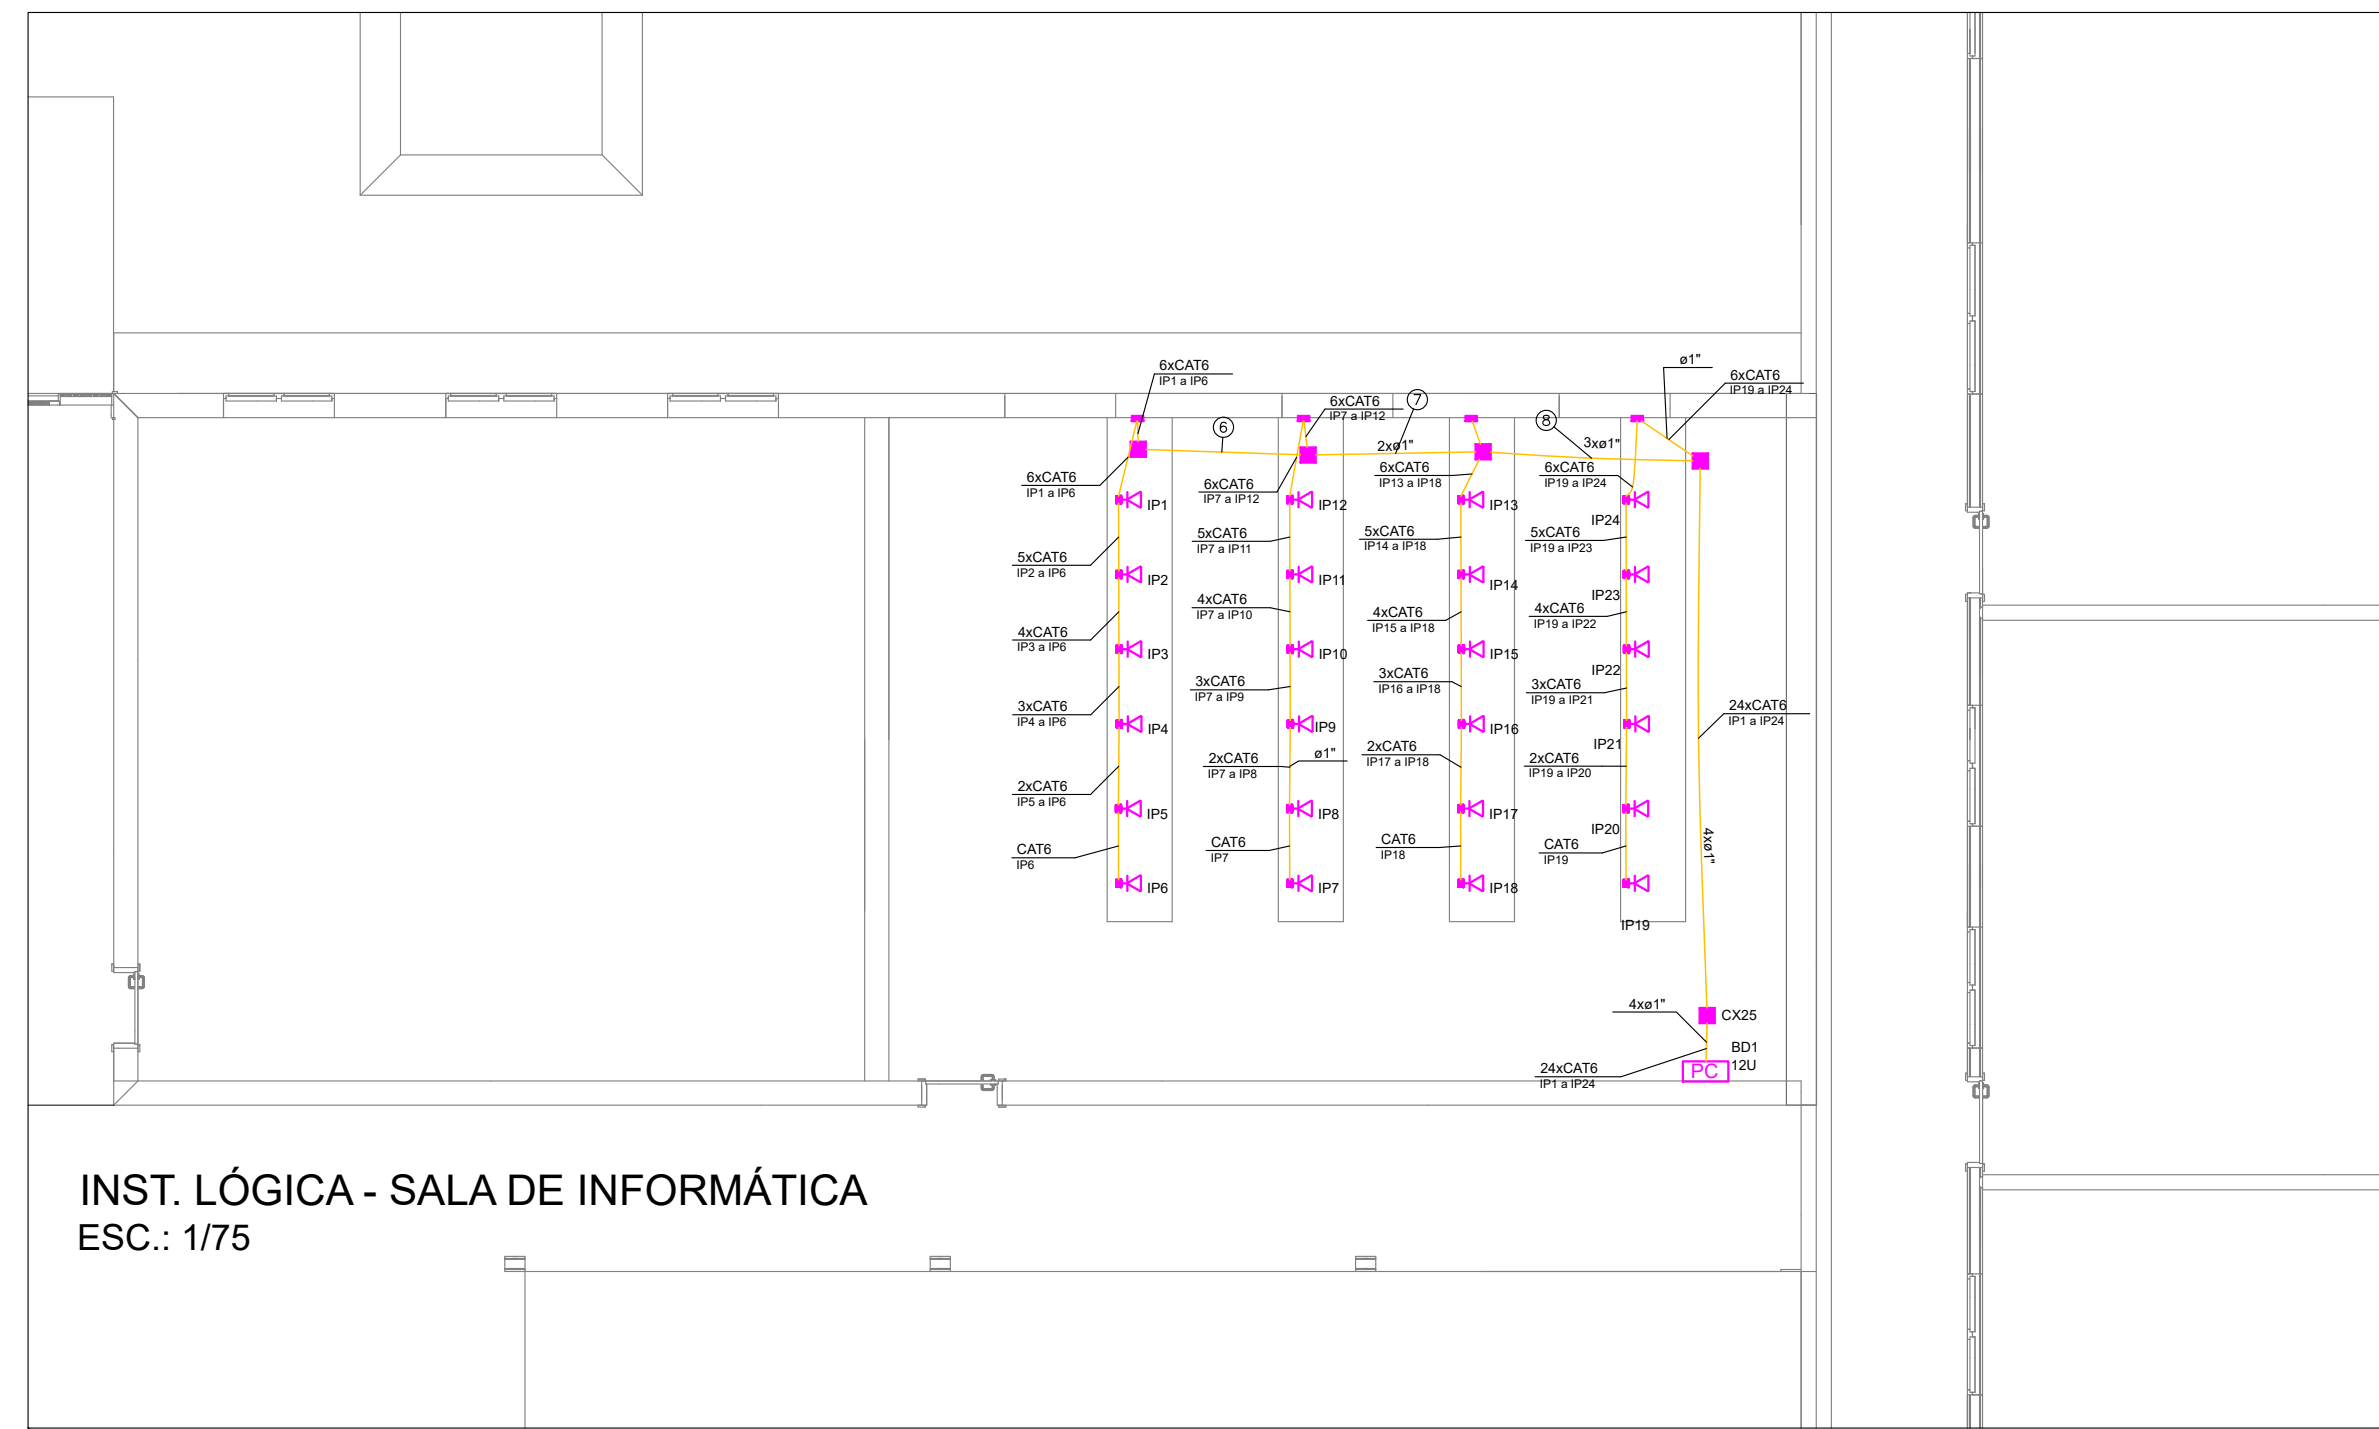 ø1"
6xCAT6
IP1 a IP6
6xCAT6
IP19 a IP24
6xCAT6
IP7 a IP12
7
6
8
2xø1"
3xø1"
6xCAT6
IP1 a IP6
6xCAT6
IP7 a IP12
6xCAT6
IP13 a IP18
6xCAT6
IP19 a IP24
IP1
IP12
IP13
IP24
5xCAT6
IP2 a IP6
5xCAT6
IP7 a IP11
5xCAT6
IP14 a IP18
5xCAT6
IP19 a IP23
IP2
IP11
IP14
IP23
4xCAT6
IP3 a IP6
4xCAT6
IP7 a IP10
4xCAT6
IP15 a IP18
4xCAT6
IP19 a IP22
IP3
IP10
IP15
IP22
3xCAT6
IP4 a IP6
3xCAT6
IP7 a IP9
3xCAT6
IP16 a IP18
3xCAT6
IP19 a IP21
24xCAT6
IP1 a IP24
IP4
IP9
IP16
IP21
2xCAT6
IP5 a IP6
2xCAT6
IP7 a IP8
ø1"
2xCAT6
IP17 a IP18
2xCAT6
IP19 a IP20
IP5
IP8
IP17
IP20
4xø1"
CAT6
IP6
CAT6
IP7
CAT6
IP18
CAT6
IP19
IP6
IP7
IP18
IP19
4xø1"
CX25
BD1
12U
24xCAT6
IP1 a IP24
PC
INST. LÓGICA - SALA DE INFORMÁTICA
ESC.: 1/75